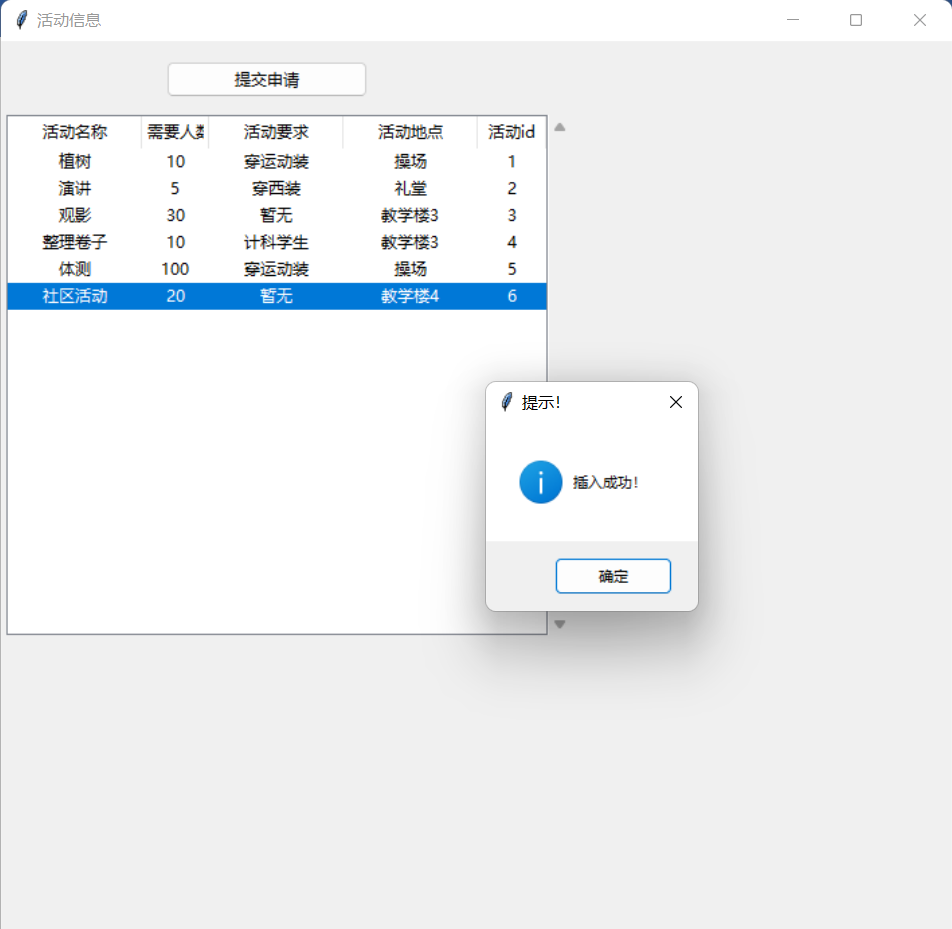 活动信息
提交申请
活动名称 需要人数 活动要求 活动地点 活动id
植树 10 穿运动装 操场 1
演讲 5 穿西装 礼堂 2
观影 30 暂无 教学楼3 3
整理卷子 10 计科学生 教学楼3 4
体测 100 穿运动装 操场 5
社区活动 20 暂无 教学楼4 6
提示!
插入成功!
确定